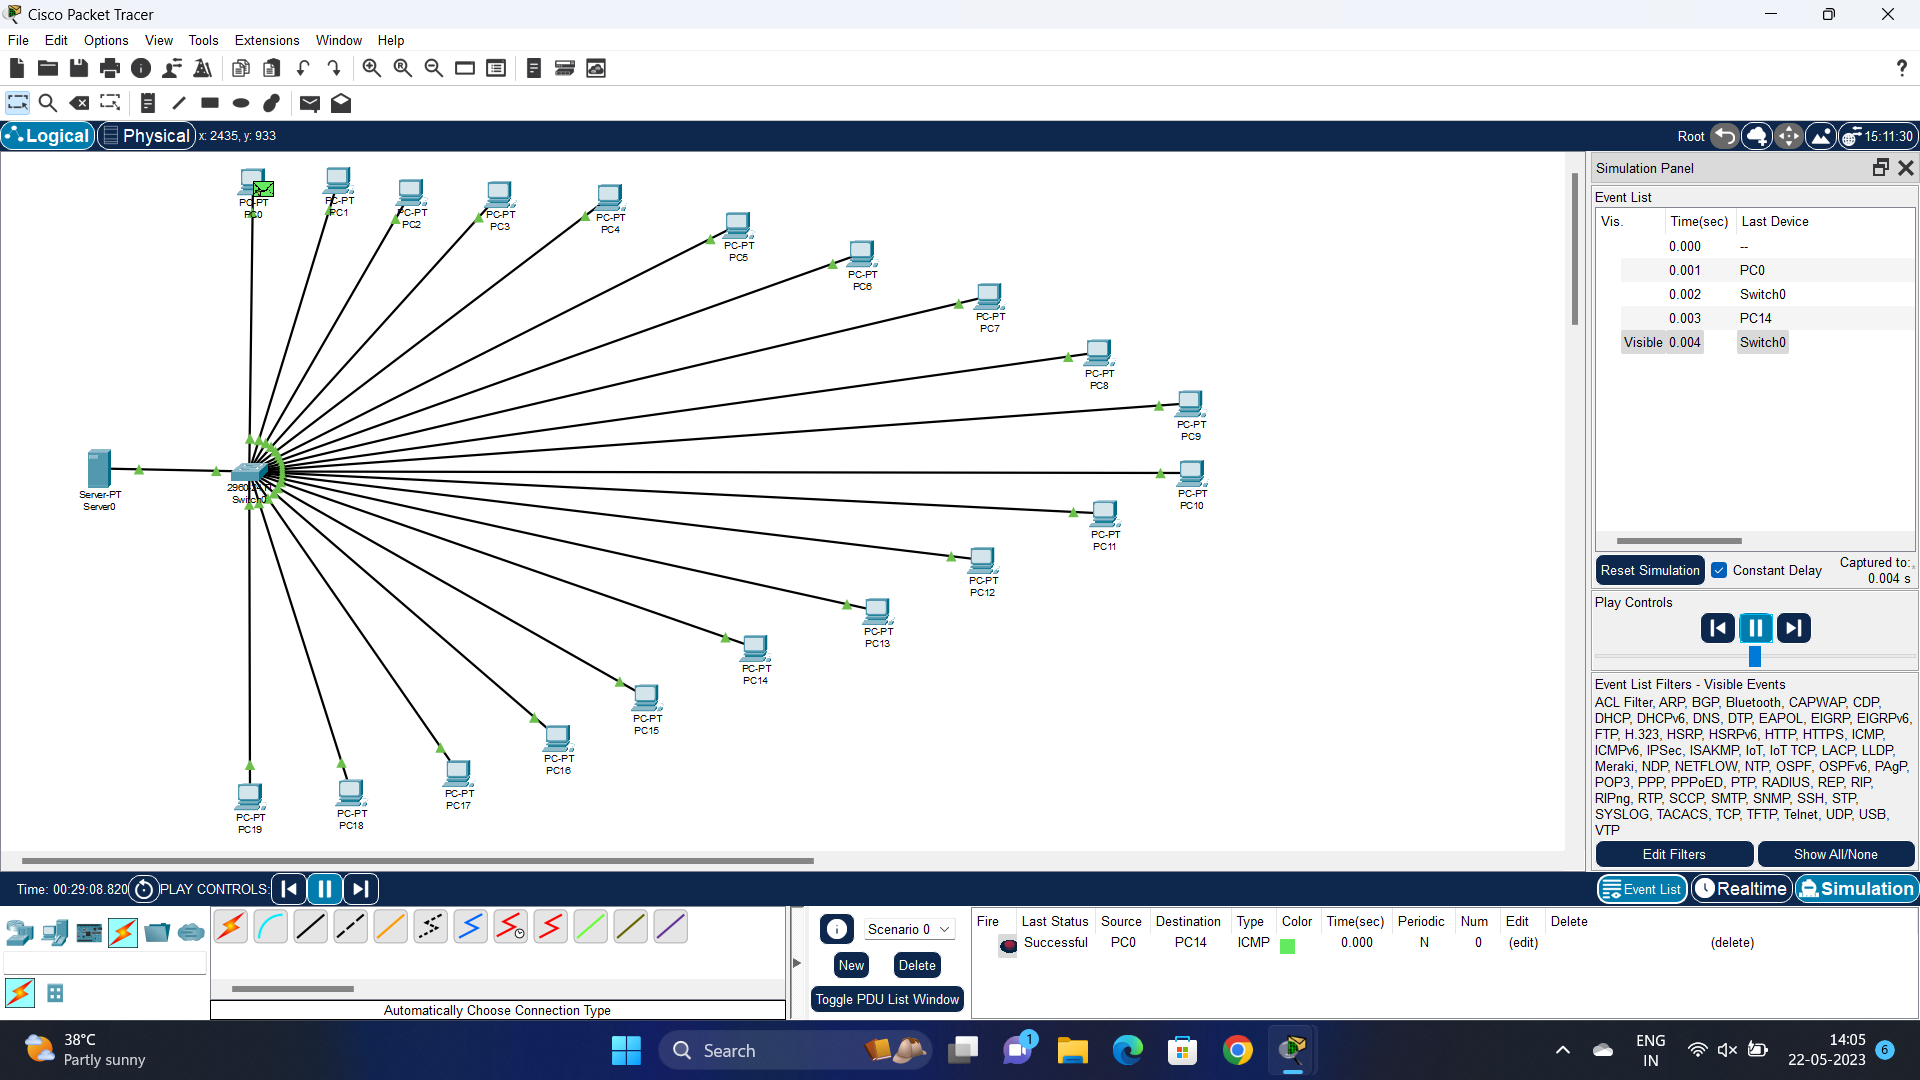 Cisco Packet Tracer
File Edit Options View Tools Extensions Window Help
?
Logical Physical x: 2435, y: 933
Root 15:11:30
PC-PT
PC0
PC-PT
PC1
PC-PT
PC2
PC-PT
PC3
PC-PT
PC4
PC-PT
PC5
PC-PT
PC6
PC-PT
PC7
PC-PT
PC8
PC-PT
PC9
PC-PT
PC10
PC-PT
PC11
PC-PT
PC12
PC-PT
PC13
PC-PT
PC14
PC-PT
PC15
PC-PT
PC16
PC-PT
PC17
PC-PT
PC18
PC-PT
PC19
Server-PT
Server0
Switch0
Simulation Panel
Event List
Vis. Time(sec) Last Device
0.000 --
0.001 PC0
0.002 Switch0
0.003 PC14
Visible 0.004 Switch0
Reset Simulation Constant Delay Captured to:
0.004 s
Play Controls
Event List Filters - Visible Events
ACL Filter, ARP, BGP, Bluetooth, CAPWAP, CDP,
DHCP, DHCPv6, DNS, DTP, EAPOL, EIGRP, EIGRPv6,
FTP, H.323, HSRP, HSRPv6, HTTP, HTTPS, ICMP,
ICMPv6, IPSec, ISAKMP, IoT, IoT TCP, LACP, LLDP,
Meraki, NDP, NETFLOW, NTP, OSPF, OSPFv6, PAgP,
POP3, PPP, PPPoED, PTP, RADIUS, REP, RIP,
RIPng, RTP, SCCP, SMTP, SNMP, SSH, STP,
SYSLOG, TACACS, TCP, TFTP, Telnet, UDP, USB,
VTP
Edit Filters Show All/None
Time: 00:29:08.820 PLAY CONTROLS:
Event List Realtime Simulation
Automatically Choose Connection Type
Scenario 0
New Delete
Toggle PDU List Window
Fire Last Status Source Destination Type Color Time(sec) Periodic Num Edit Delete
Successful PC0 PC14 ICMP 0.000 N 0 (edit) (delete)
38°C
Partly sunny
Search
1
ENG
IN
14:05
22-05-2023
6